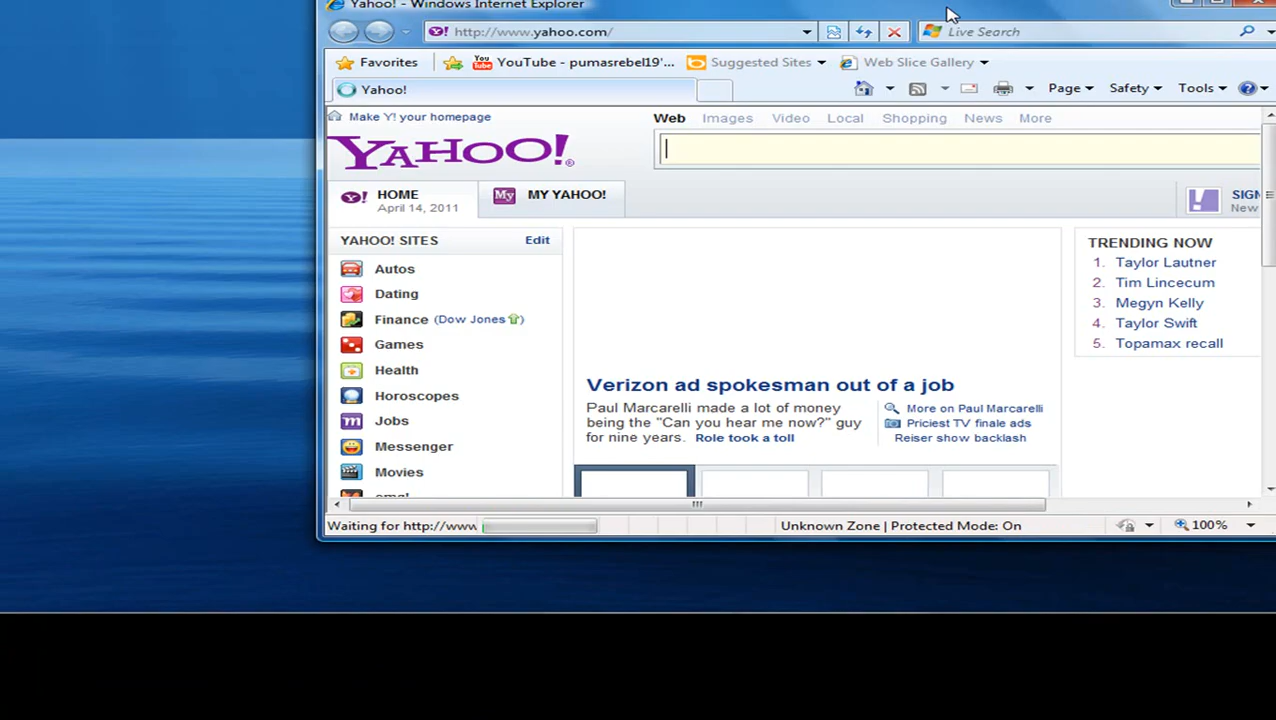 Yahoo! - Windows Internet Explorer
Y! http://www.yahoo.com/
Live Search
Favorites
You Tube YouTube - pumasrebel19'...
Suggested Sites
Web Slice Gallery
Yahoo!
Page
Safety
Tools
Make Y! your homepage
YAHOO!
Web Images Video Local Shopping News More
Y! HOME
April 14, 2011
My MY YAHOO!
SIGN
New
YAHOO! SITES Edit
Autos
Dating
Finance (Dow Jones)
Games
Health
Horoscopes
m Jobs
Messenger
Movies
omg!
Verizon ad spokesman out of a job
Paul Marcarelli made a lot of money
being the "Can you hear me now?" guy
for nine years. Role took a toll
More on Paul Marcarelli
Priciest TV finale ads
Reiser show backlash
TRENDING NOW
1. Taylor Lautner
2. Tim Lincecum
3. Megyn Kelly
4. Taylor Swift
5. Topamax recall
Waiting for http://www
Unknown Zone | Protected Mode: On
100%